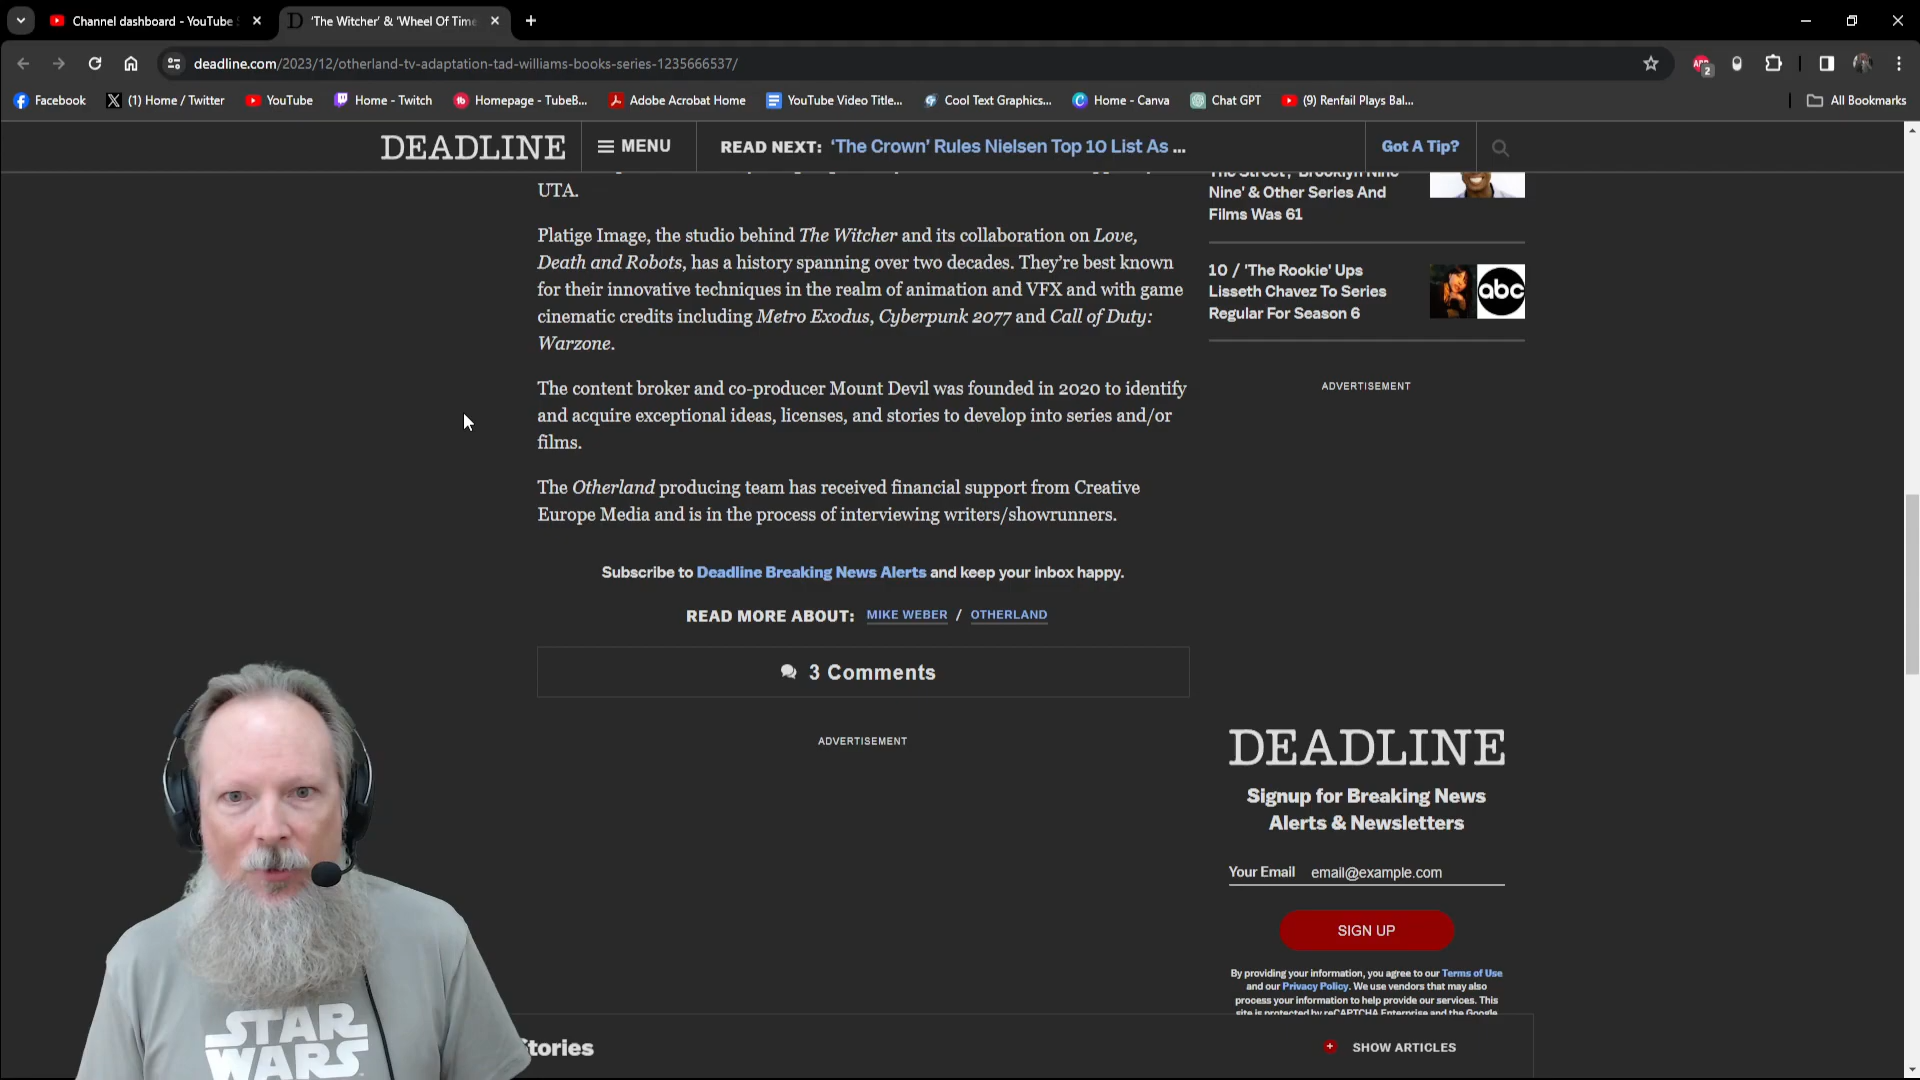 Channel dashboard - YouTube
'The Witcher' & 'Wheel Of Time
deadline.com/2023/12/otherland-tv-adaptation-tad-williams-books-series-1235666537/
ABP 2
Facebook
(1) Home / Twitter
YouTube
Home - Twitch
Homepage - TubeB...
Adobe Acrobat Home
YouTube Video Title...
Cool Text Graphics...
Home - Canva
Chat GPT
(9) Renfail Plays Bal...
All Bookmarks
DEADLINE
MENU
READ NEXT: 'The Crown' Rules Nielsen Top 10 List As ...
Got A Tip?
UTA.
Platige Image, the studio behind The Witcher and its collaboration on Love,
Death and Robots, has a history spanning over two decades. They're best known
for their innovative techniques in the realm of animation and VFX and with game
cinematic credits including Metro Exodus, Cyberpunk 2077 and Call of Duty:
Warzone.
The content broker and co-producer Mount Devil was founded in 2020 to identify
and acquire exceptional ideas, licenses, and stories to develop into series and/or
films.
The Otherland producing team has received financial support from Creative
Europe Media and is in the process of interviewing writers/showrunners.
Subscribe to Deadline Breaking News Alerts and keep your inbox happy.
READ MORE ABOUT: MIKE WEBER / OTHERLAND
3 Comments
ADVERTISEMENT
The Street', 'Brooklyn Nine
Nine' & Other Series And
Films Was 61
10 / 'The Rookie' Ups
Lisseth Chavez To Series
Regular For Season 6
abc
ADVERTISEMENT
DEADLINE
Signup for Breaking News
Alerts & Newsletters
Your Email email@example.com
SIGN UP
By providing your information, you agree to our Terms of Use
and our Privacy Policy. We use vendors that may also
process your information to help provide our services. This
site is protected by reCAPTCHA Enterprise and the Google
Stories
SHOW ARTICLES
STAR
WARS